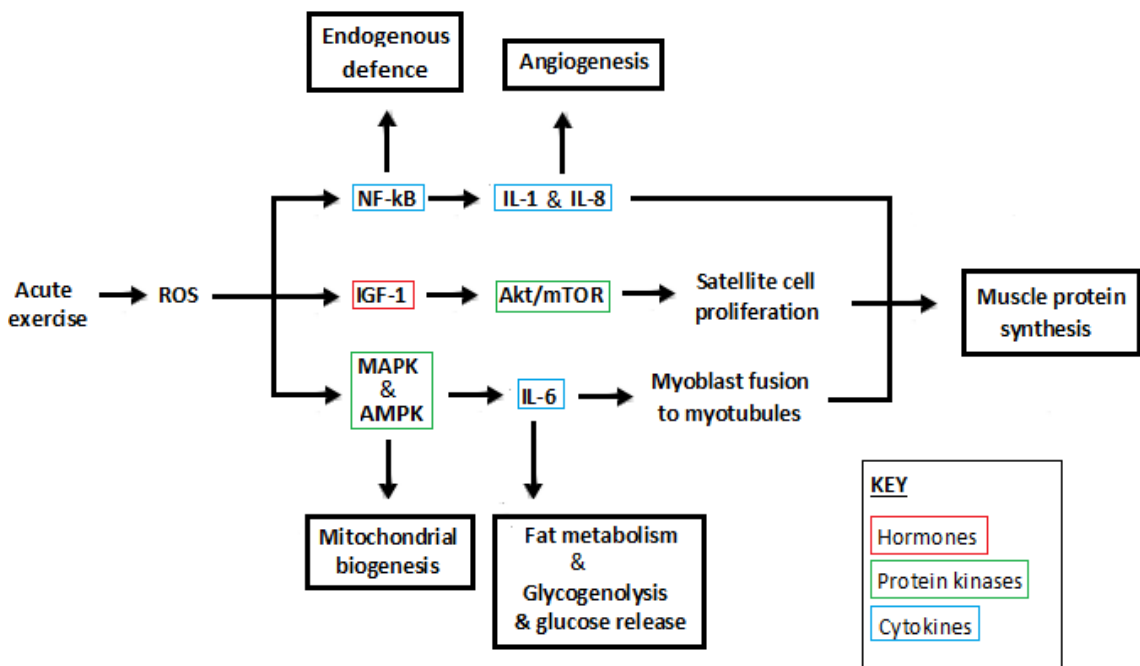 Endogenous
defence
Angiogenesis
NF-kB
IL-1 & IL-8
Acute
exercise
ROS
IGF-1
Akt/mTOR
Satellite cell
proliferation
Muscle protein
synthesis
MAPK
&
AMPK
IL-6
Myoblast fusion
to myotubules
Mitochondrial
biogenesis
Fat metabolism
&
Glycogenolysis
& glucose release
KEY
Hormones
Protein kinases
Cytokines